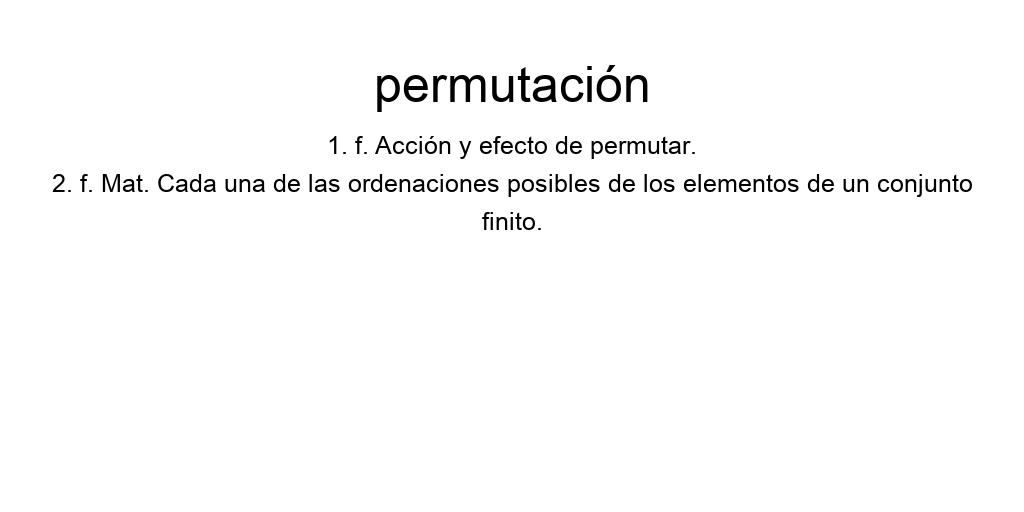 permutación
1. f. Acción y efecto de permutar.
2. f. Mat. Cada una de las ordenaciones posibles de los elementos de un conjunto
finito.